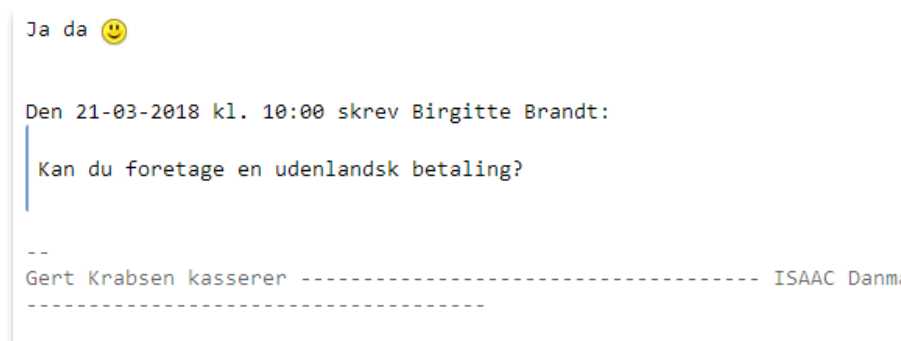 Ja da 🙂
Den 21-03-2018 kl. 10:00 skrev Birgitte Brandt:
Kan du foretage en udenlandsk betaling?
--
Gert Krabsen kasserer ------------------------------------- ISAAC
-------------------------------------